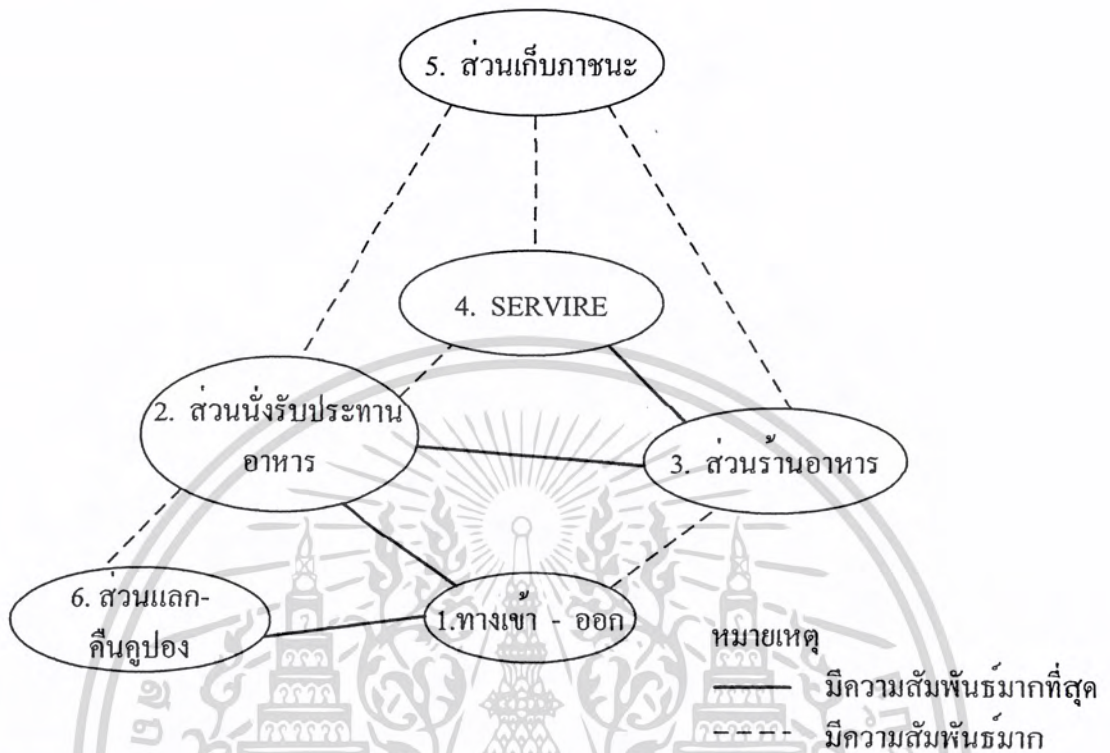 5. ส่วนเก็บภาชนะ
4. SERVIRE
2. ส่วนนั่งรับประทาน
อาหาร
3. ส่วนร้านอาหาร
6. ส่วนแลก-
คืนคูปอง
1.ทางเข้า - ออก
หมายเหตุ
มีความสัมพันธ์มากที่สุด
มีความสัมพันธ์มาก